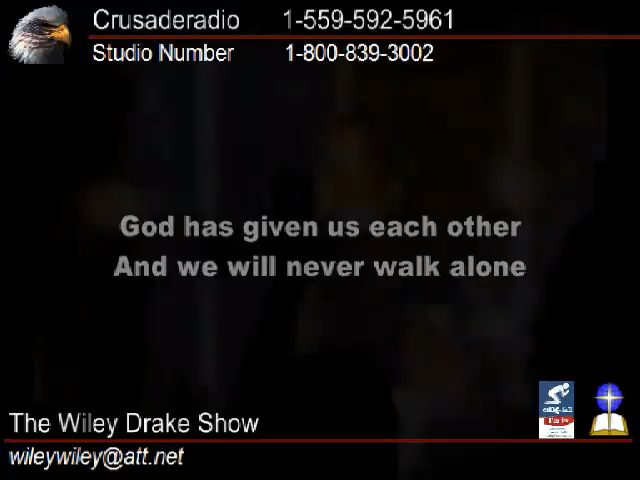 Crusaderadio 1-559-592-5961
Studio Number 1-800-839-3002
God has given us each other
And we will never walk alone
The Wiley Drake Show
wileywiley@att.net